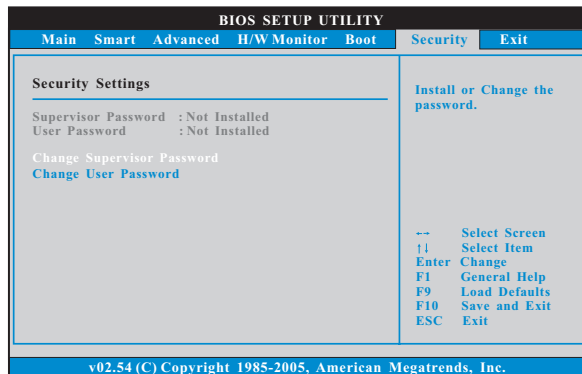 BIOS SETUP UTILITY
Main Smart Advanced H/W Monitor Boot Security Exit
Security Settings
Supervisor Password : Not Installed
User Password : Not Installed
Change Supervisor Password
Change User Password
Install or Change the
password.
←→ Select Screen
↑↓ Select Item
Enter Change
F1 General Help
F9 Load Defaults
F10 Save and Exit
ESC Exit
v02.54 (C) Copyright 1985-2005, American Megatrends, Inc.